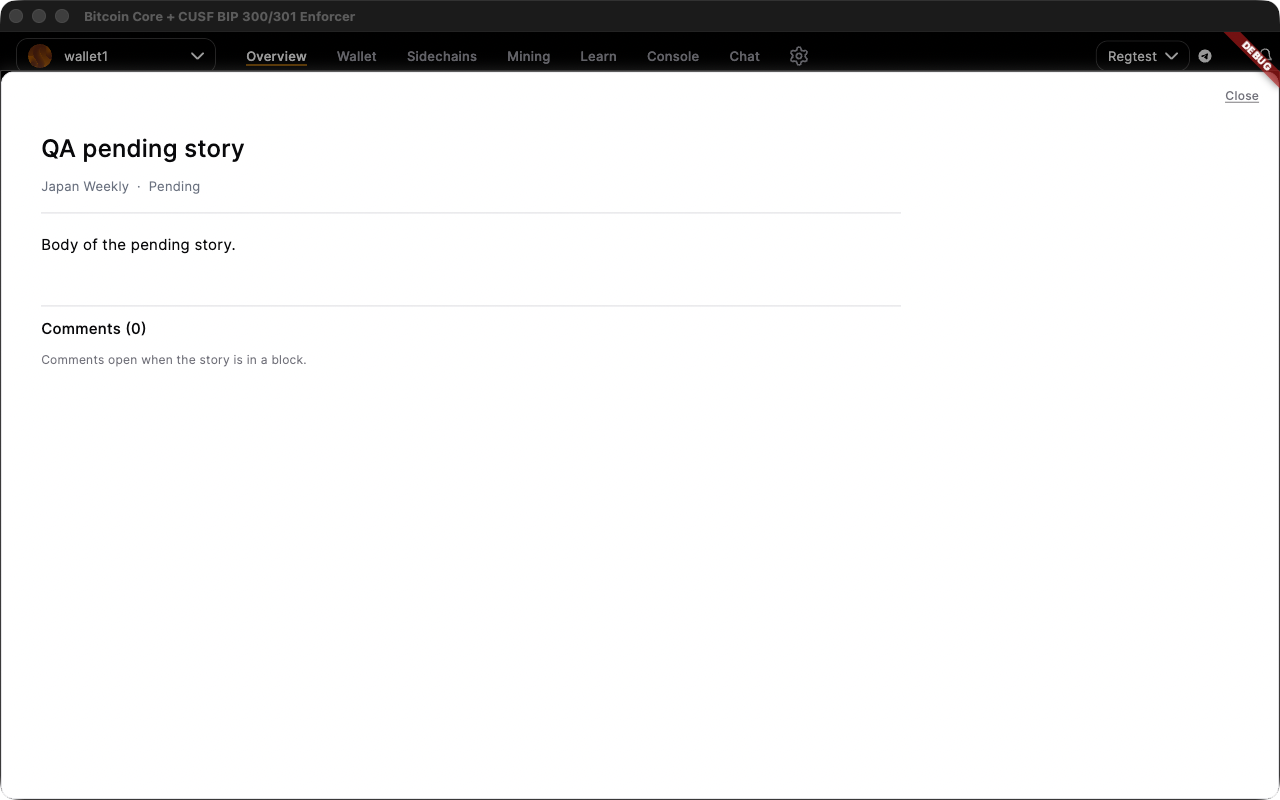 Bitcoin Core + CUSF BIP 300/301 Enforcer
wallet1
Overview
Wallet
Sidechains
Mining
Learn
Console
Chat
Regtest
DEBUG
Close
QA pending story
Japan Weekly · Pending
Body of the pending story.
Comments (0)
Comments open when the story is in a block.